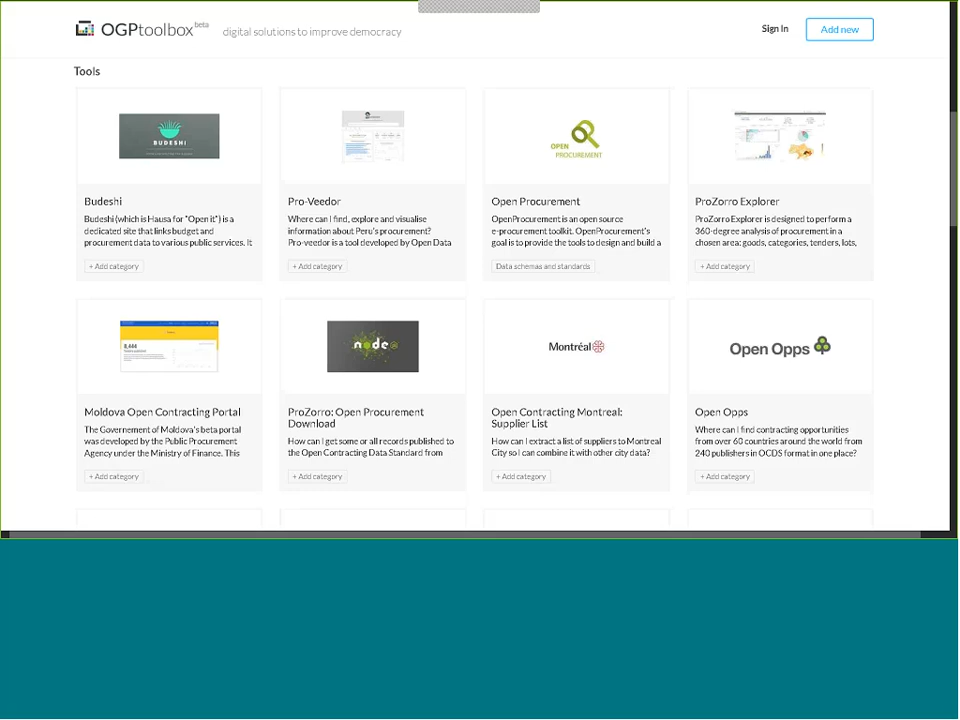 OGPtoolbox beta
digital solutions to improve democracy
Sign In
Add new
Tools
BUDESHI
Budeshi
Budeshi (which is Hausa for "Open it") is a
dedicated site that links budget and
procurement data to various public services. It
+ Add category
Pro-Veedor
Where can I find, explore and visualise
information about Peru's procurement?
Pro-veedor is a tool developed by Open Data
+ Add category
OPEN
PROCUREMENT
Open Procurement
OpenProcurement is an open source
e-procurement toolkit. OpenProcurement's
goal is to provide the tools to design and build a
Data schemas and standards
ProZorro Explorer
ProZorro Explorer is designed to perform a
360-degree analysis of procurement in a
chosen area: goods, categories, tenders, lots,
+ Add category
8,444
Moldova Open Contracting Portal
The Governement of Moldova's beta portal
was developed by the Public Procurement
Agency under the Ministry of Finance. This
+ Add category
node
ProZorro: Open Procurement
Download
How can I get some or all records published to
the Open Contracting Data Standard from
+ Add category
Montréal
Open Contracting Montreal:
Supplier List
How can I extract a list of suppliers to Montreal
City so I can combine it with other city data?
+ Add category
Open Opps
Open Opps
Where can I find contracting opportunities
from over 60 countries around the world from
240 publishers in OCDS format in one place?
+ Add category